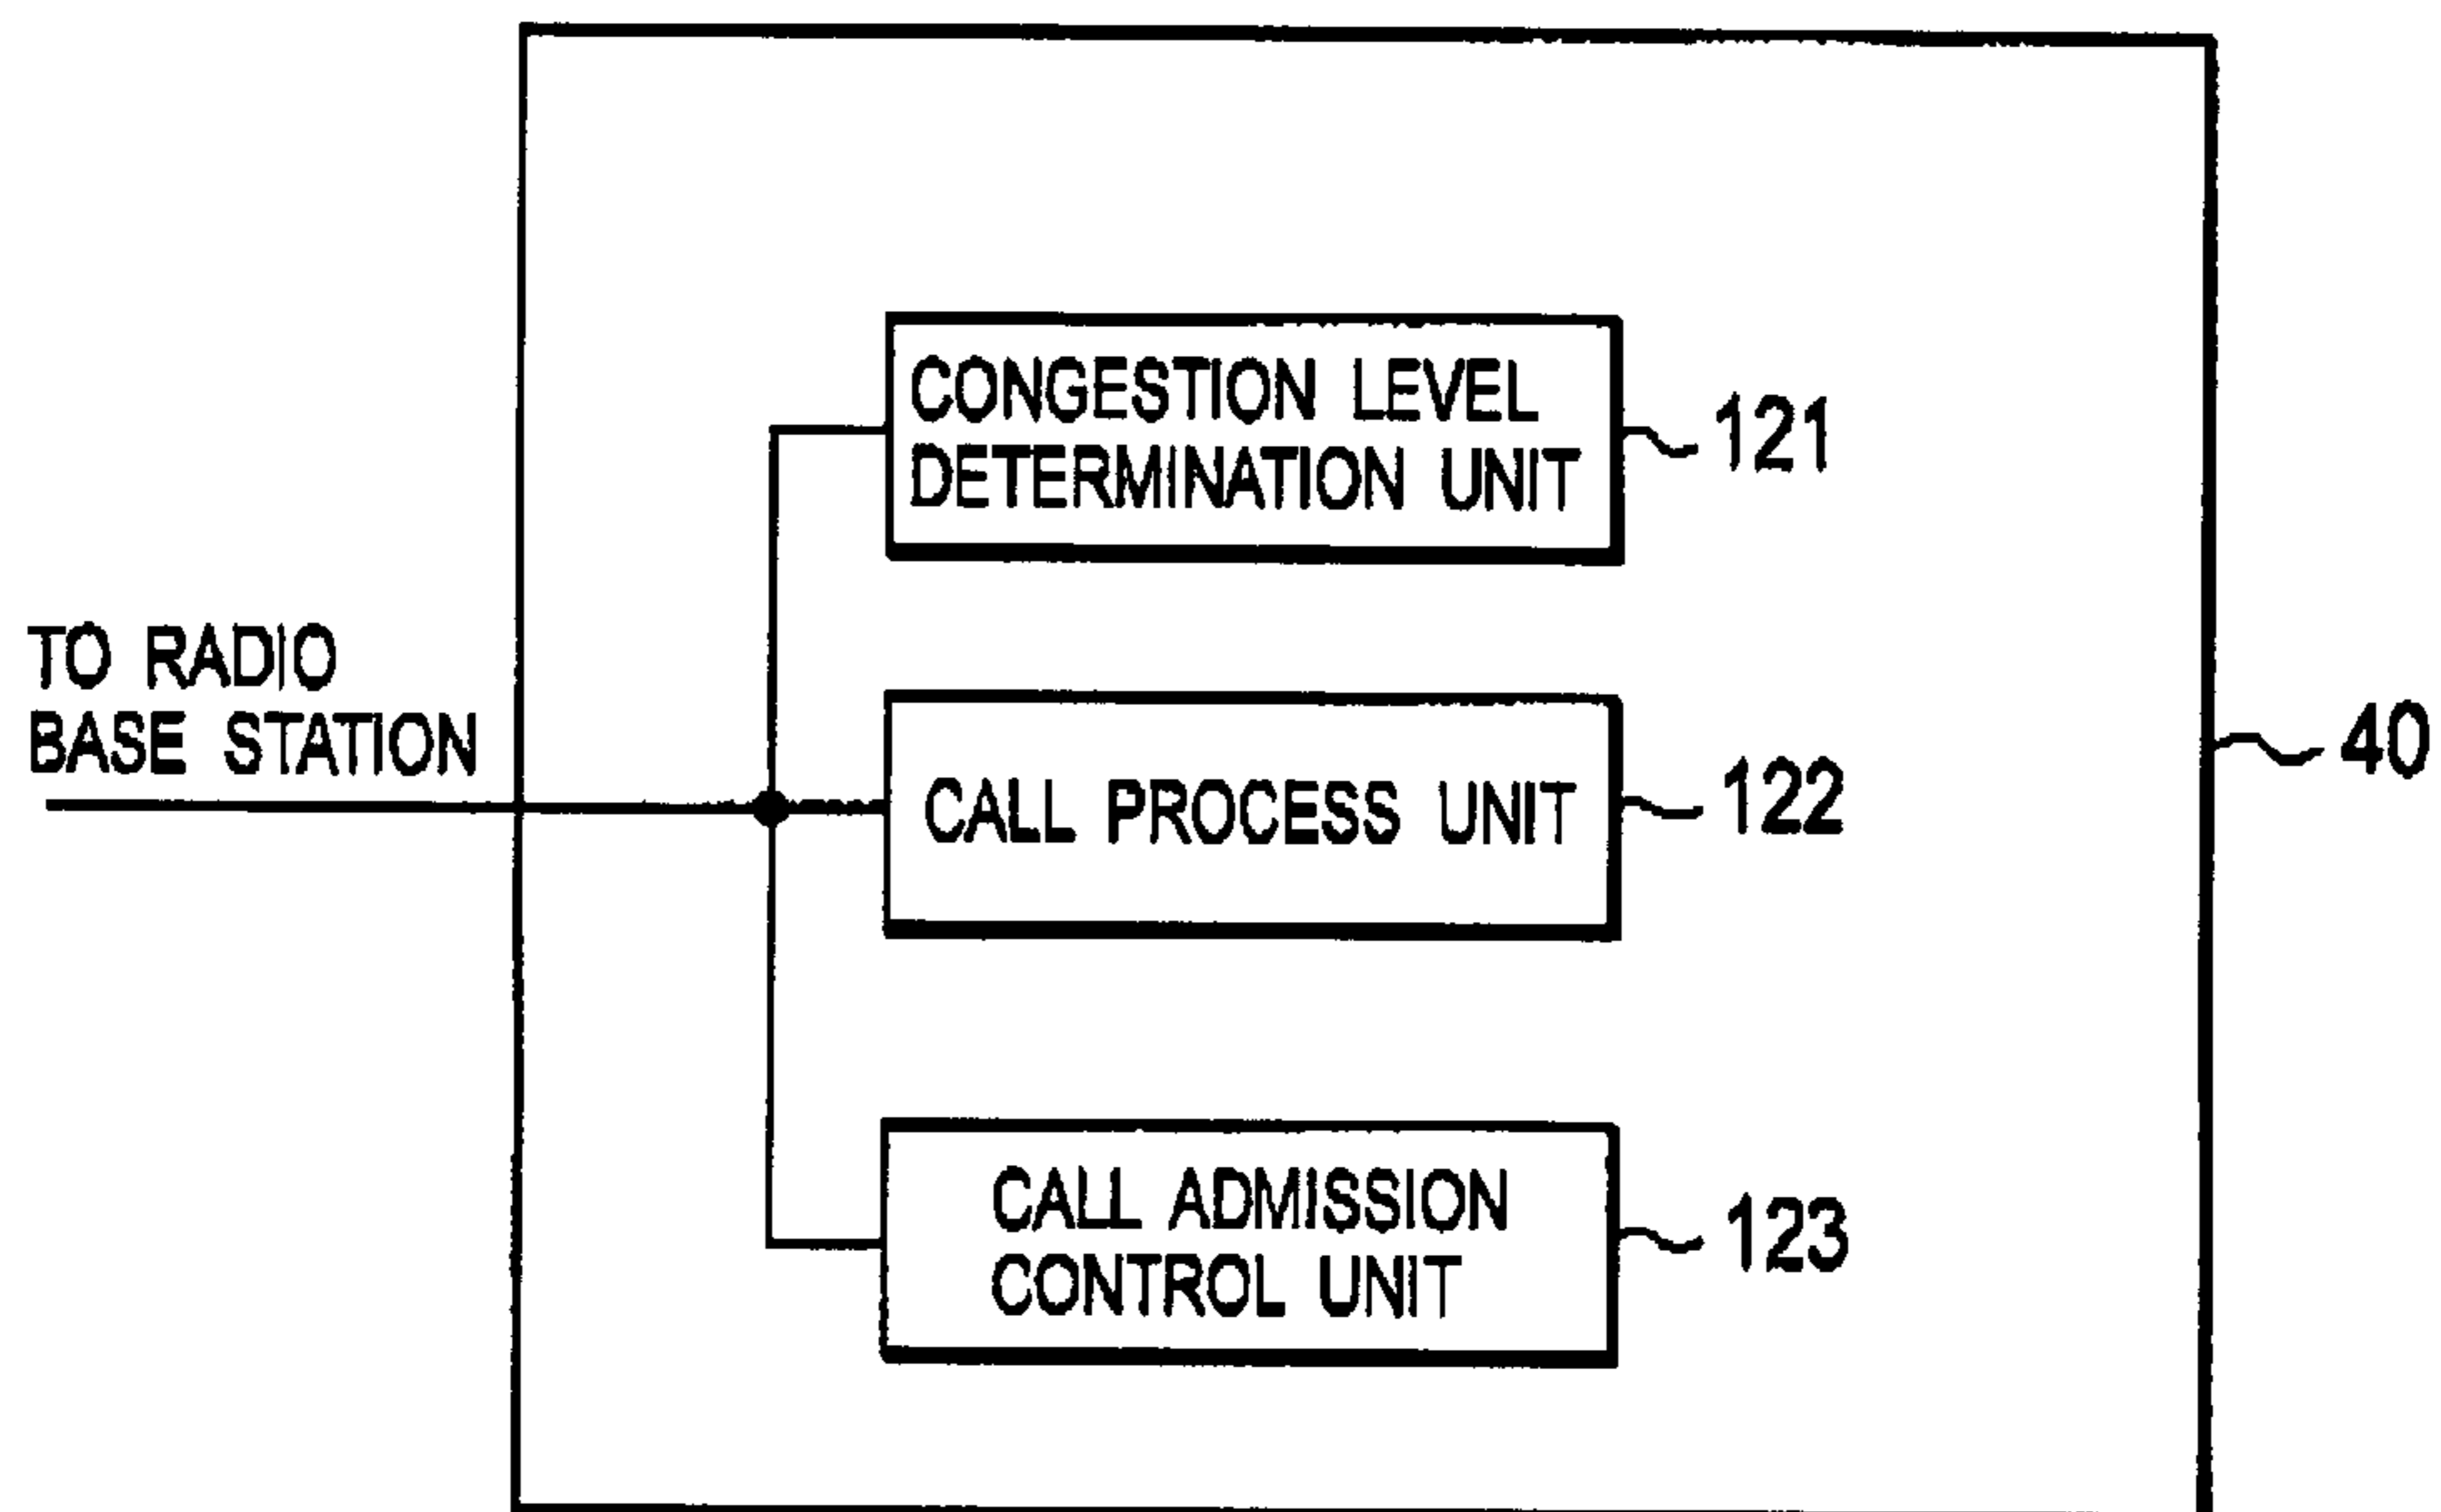 CONGESTION LEVEL
DETERMINATION UNIT
121
TO RADIO
BASE STATION
40
CALL PROCESS UNIT
122
CALL ADMISSION
CONTROL UNIT
123